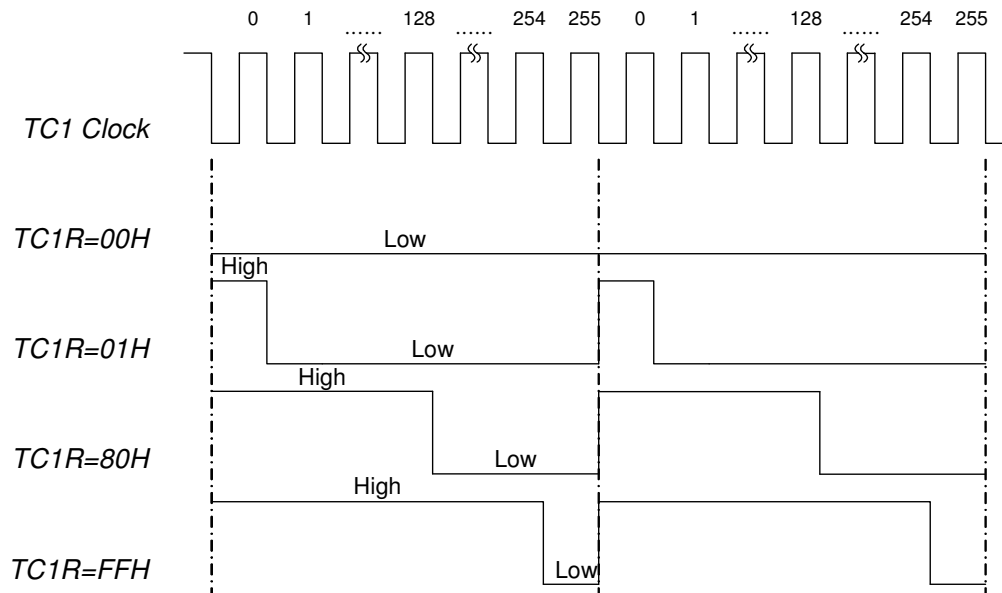 0 1 ...... 128 ...... 254 255 0 1 ...... 128 ...... 254 255
TC1 Clock
TC1R=00H
Low
High
TC1R=01H
Low
High
TC1R=80H
Low
High
TC1R=FFH
Low